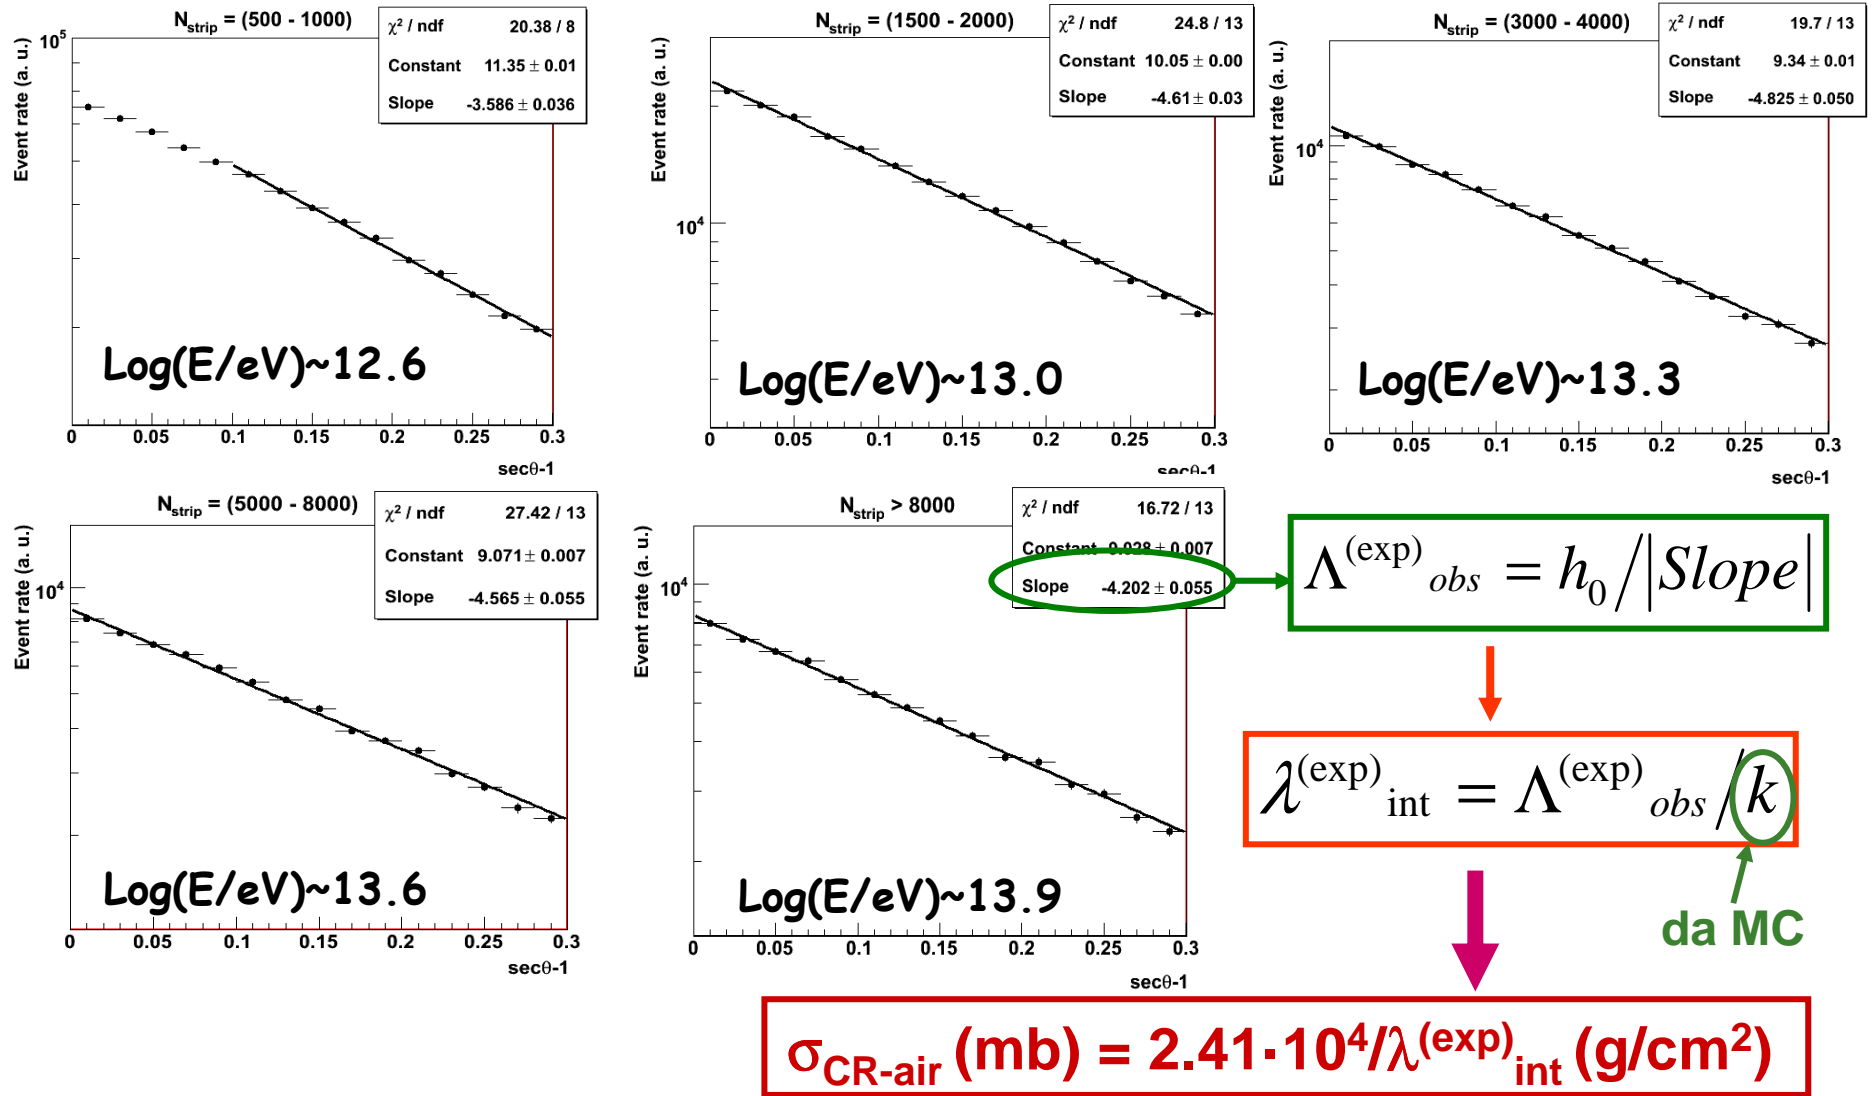 N_strip = (500 - 1000)
χ² / ndf 20.38 / 8
Constant 11.35 ± 0.01
Slope -3.586 ± 0.036
Event rate (a. u.)
10⁵
Log(E/eV)~12.6
0 0.05 0.1 0.15 0.2 0.25 0.3
secθ-1
N_strip = (1500 - 2000)
χ² / ndf 24.8 / 13
Constant 10.05 ± 0.00
Slope -4.61 ± 0.03
Event rate (a. u.)
10⁴
Log(E/eV)~13.0
0 0.05 0.1 0.15 0.2 0.25 0.3
secθ-1
N_strip = (3000 - 4000)
χ² / ndf 19.7 / 13
Constant 9.34 ± 0.01
Slope -4.825 ± 0.050
Event rate (a. u.)
10⁴
Log(E/eV)~13.3
0 0.05 0.1 0.15 0.2 0.25 0.3
secθ-1
N_strip = (5000 - 8000)
χ² / ndf 27.42 / 13
Constant 9.071 ± 0.007
Slope -4.565 ± 0.055
Event rate (a. u.)
10⁴
Log(E/eV)~13.6
0 0.05 0.1 0.15 0.2 0.25 0.3
secθ-1
N_strip > 8000
χ² / ndf 16.72 / 13
Constant 9.028 ± 0.007
Slope -4.202 ± 0.055
Event rate (a. u.)
10⁴
Log(E/eV)~13.9
0 0.05 0.1 0.15 0.2 0.25 0.3
secθ-1
Λ^(exp)_obs = h₀/|Slope|
λ^(exp)_int = Λ^(exp)_obs/k
da MC
σ_CR-air (mb) = 2.41·10⁴/λ^(exp)_int (g/cm²)